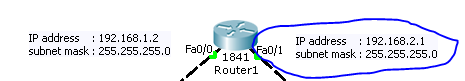 IP address : 192.168.1.2
subnet mask : 255.255.255.0
Fa0/0
Fa0/1
1841
Router1
IP address : 192.168.2.1
subnet mask : 255.255.255.0